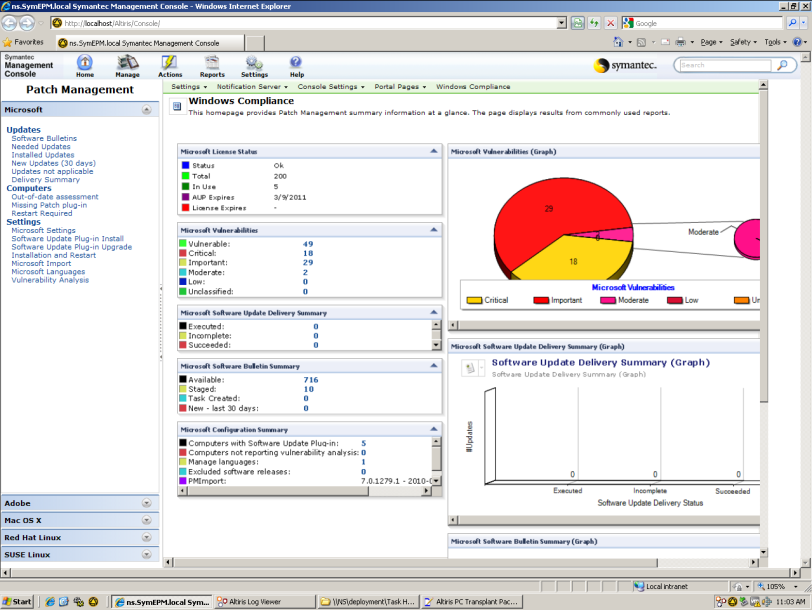 ns.SymEPM.local Symantec Management Console - Windows Internet Explorer
http://localhost/Altiris/Console/
Google
Favorites
ns.SymEPM.local Symantec Management Console
Page
Safety
Tools
Symantec
Management
Console
Home
Manage
Actions
Reports
Settings
Help
symantec.
Search
Patch Management
Settings
Notification Server
Console Settings
Portal Pages
Windows Compliance
Microsoft
Windows Compliance
This homepage provides Patch Management summary information at a glance. The page displays results from commonly used reports.
Updates
Software Bulletins
Needed Updates
Installed Updates
New Updates (30 days)
Updates not applicable
Delivery Summary
Computers
Out-of-date assessment
Missing Patch plug-in
Restart Required
Settings
Microsoft Settings
Software Update Plug-in Install
Software Update Plug-in Upgrade
Installation and Restart
Microsoft Import
Microsoft Languages
Vulnerability Analysis
Adobe
Mac OS X
Red Hat Linux
SUSE Linux
Microsoft License Status
Status Ok
Total 200
In Use 5
AUP Expires 3/9/2011
License Expires -
Microsoft Vulnerabilities
Vulnerable: 49
Critical: 18
Important: 29
Moderate: 2
Low: 0
Unclassified: 0
Microsoft Software Update Delivery Summary
Executed: 0
Incomplete: 0
Succeeded: 0
Microsoft Software Bulletin Summary
Available: 716
Staged: 10
Task Created: 0
New - last 30 days: 0
Microsoft Configuration Summary
Computers with Software Update Plug-in: 5
Computers not reporting vulnerability analysis: 0
Manage languages: 1
Excluded software releases: 0
PMImport: 7.0.1279.1 - 2010-0
Microsoft Vulnerabilities (Graph)
29
18
Moderate
Microsoft Vulnerabilities
Critical
Important
Moderate
Low
Un
Microsoft Software Update Delivery Summary (Graph)
Software Update Delivery Summary (Graph)
Software Update Delivery Summary (Graph)
#Updates
0
0
0
Executed
Incomplete
Succeeded
Software Update Delivery Status
Microsoft Software Bulletin Summary (Graph)
Local intranet
105%
Start
ns.SymEPM.local Sym...
Altiris Log Viewer
\\NS\deployment\Task H...
Altiris PC Transplant Pac...
11:03 AM